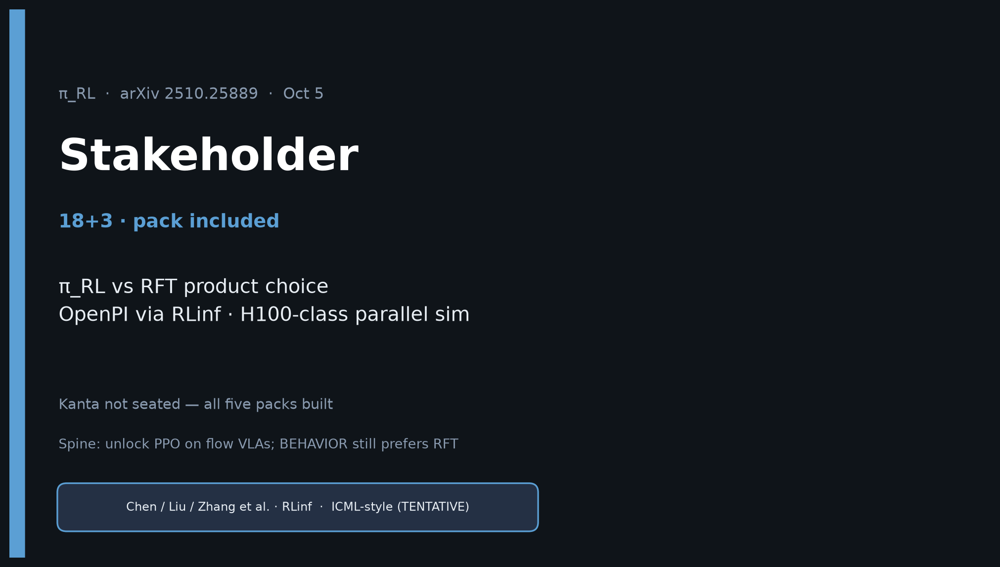 π_RL · arXiv 2510.25889 · Oct 5
Stakeholder
18+3 · pack included
π_RL vs RFT product choice
OpenPI via RLinf · H100-class parallel sim
Kanta not seated — all five packs built
Spine: unlock PPO on flow VLAs; BEHAVIOR still prefers RFT
Chen / Liu / Zhang et al. · RLinf · ICML-style (TENTATIVE)